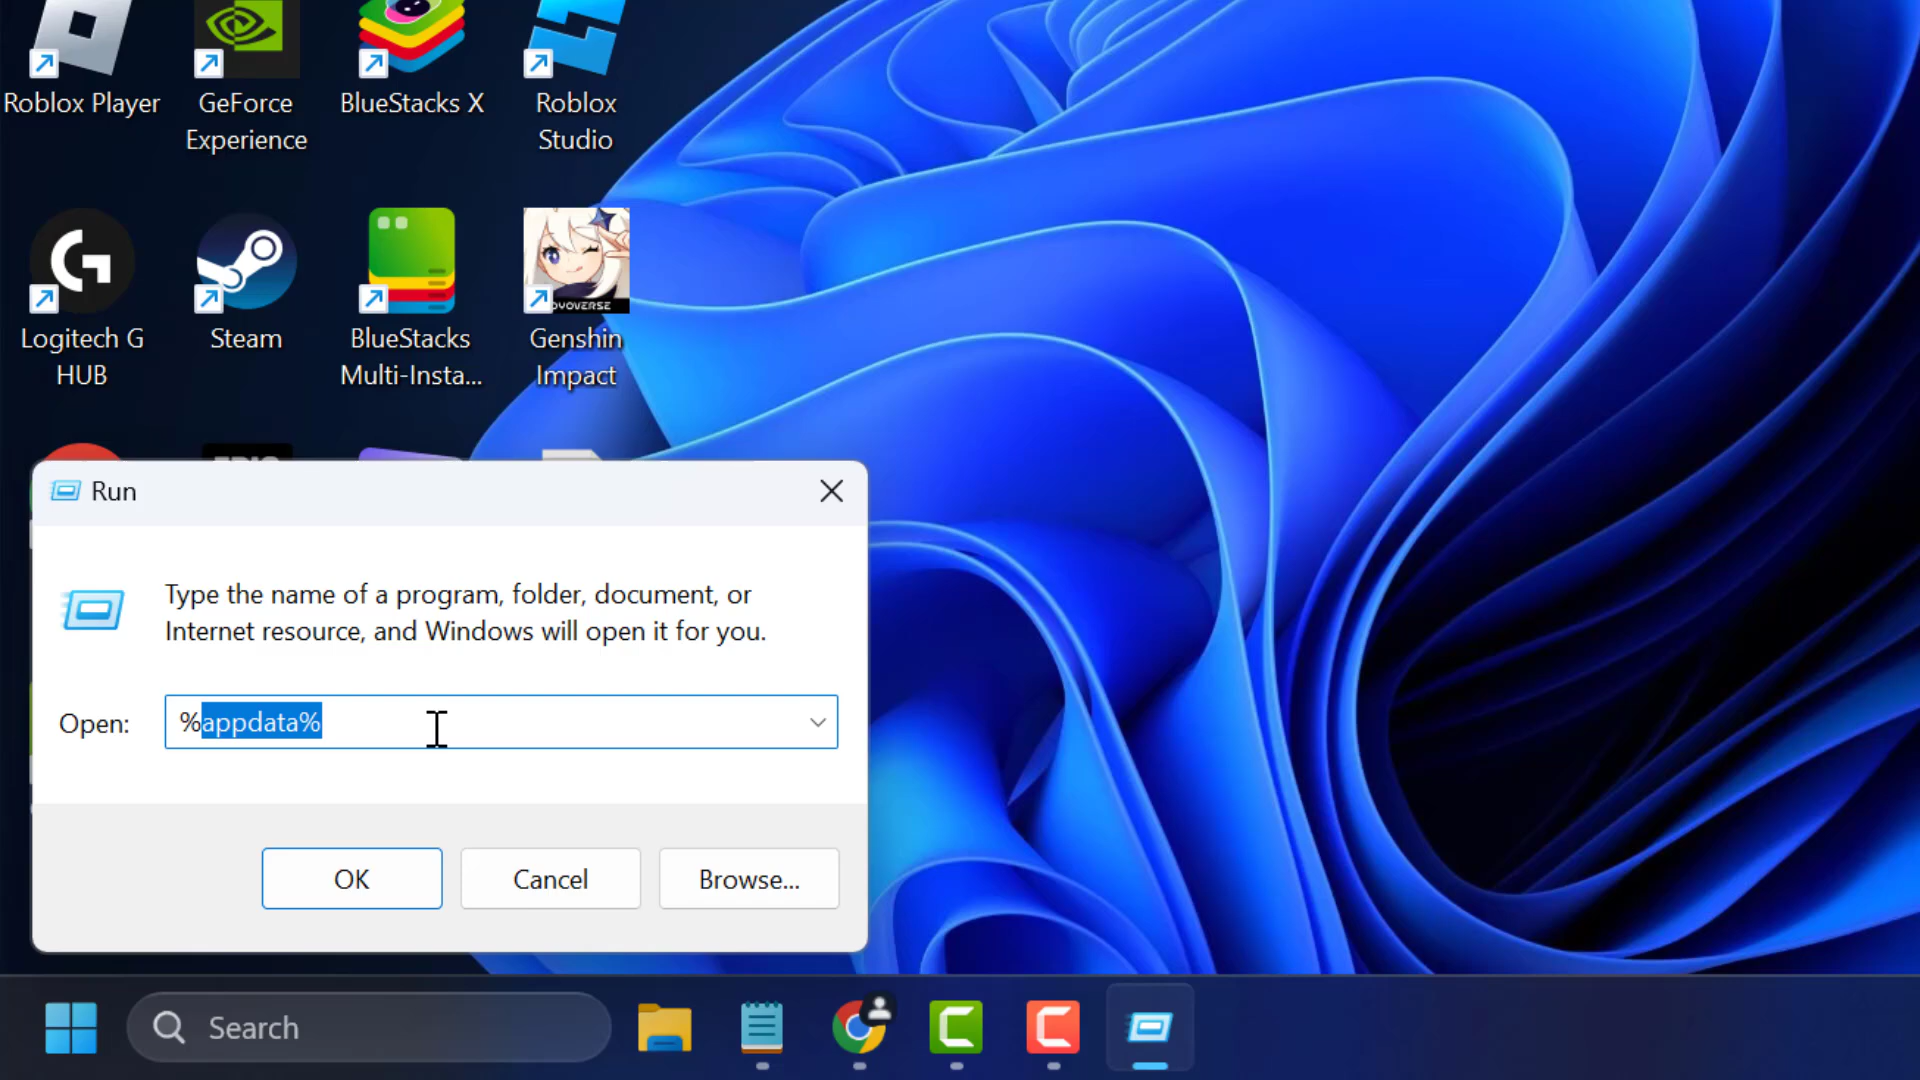 Roblox Player
GeForce
Experience
BlueStacks X
Roblox
Studio
OYOVERSE
Logitech G
HUB
Steam
BlueStacks
Multi-Insta...
Genshin
Impact
Run
Type the name of a program, folder, document, or
Internet resource, and Windows will open it for you.
Open:
%appdata%
OK
Cancel
Browse...
Search